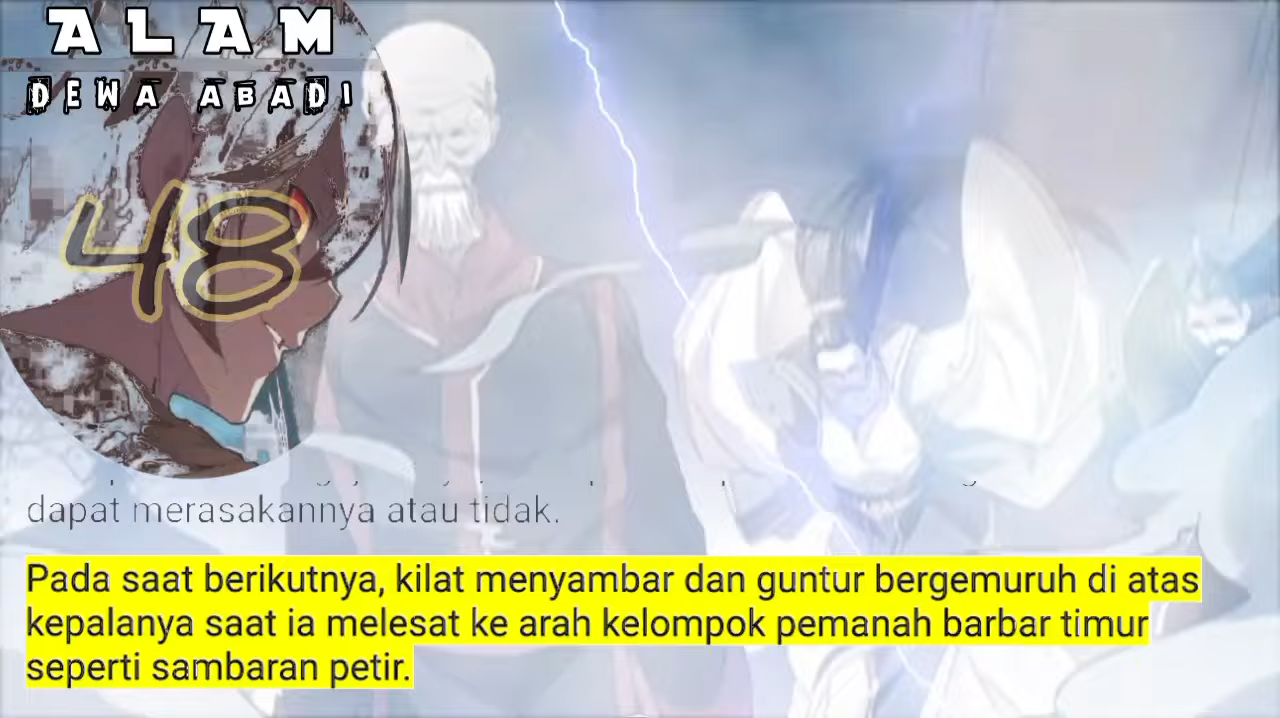 ALAM
DEWA ABADI
48
dapat merasakannya atau tidak.
Pada saat berikutnya, kilat menyambar dan guntur bergemuruh di atas
kepalanya saat ia melesat ke arah kelompok pemanah barbar timur
seperti sambaran petir.